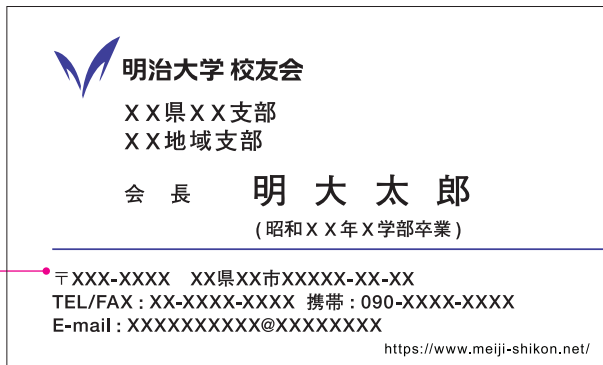 明治大学 校友会
XX県XX支部
XX地域支部
会 長 明 大 太 郎
(昭和XX年X学部卒業)
〒XXX-XXXX XX県XX市XXXXX-XX-XX
TEL/FAX : XX-XXXX-XXXX 携帯 : 090-XXXX-XXXX
E-mail : XXXXXXXXXX@XXXXXXXX
https://www.meiji-shikon.net/